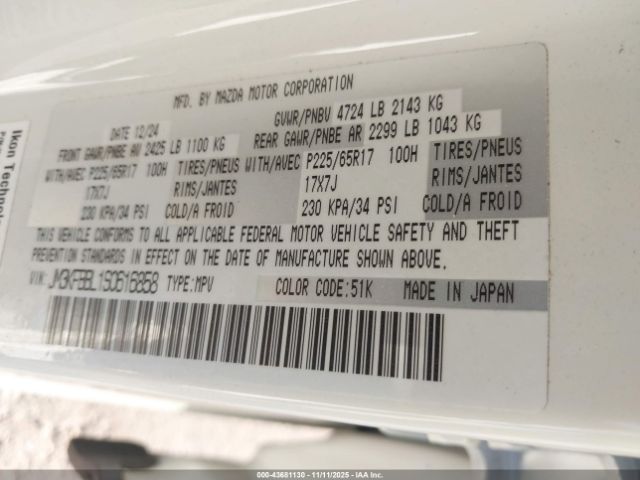 MFD. BY MAZDA MOTOR CORPORATION
DATE 12/24 GVWR/PNBV 4724 LB 2143 KG
FRONT GAWR/PNBE AV 2425 LB 1100 KG REAR GAWR/PNBE AR 2299 LB 1043 KG
WITH/AVEC P225/65R17 100H TIRES/PNEUS WITH/AVEC P225/65R17 100H TIRES/PNEUS
17X7J RIMS/JANTES 17X7J RIMS/JANTES
230 KPA/34 PSI COLD/A FROID 230 KPA/34 PSI COLD/A FROID
THIS VEHICLE CONFORMS TO ALL APPLICABLE FEDERAL MOTOR VEHICLE SAFETY AND THEFT
PREVENTION STANDARDS IN EFFECT ON THE DATE OF MANUFACTURE SHOWN ABOVE.
VIN: JM3KFBBL1S0616858 TYPE:MPV COLOR CODE:51K MADE IN JAPAN
Ikon
000-43681130 - 11/11/2025 - IAAI.COM